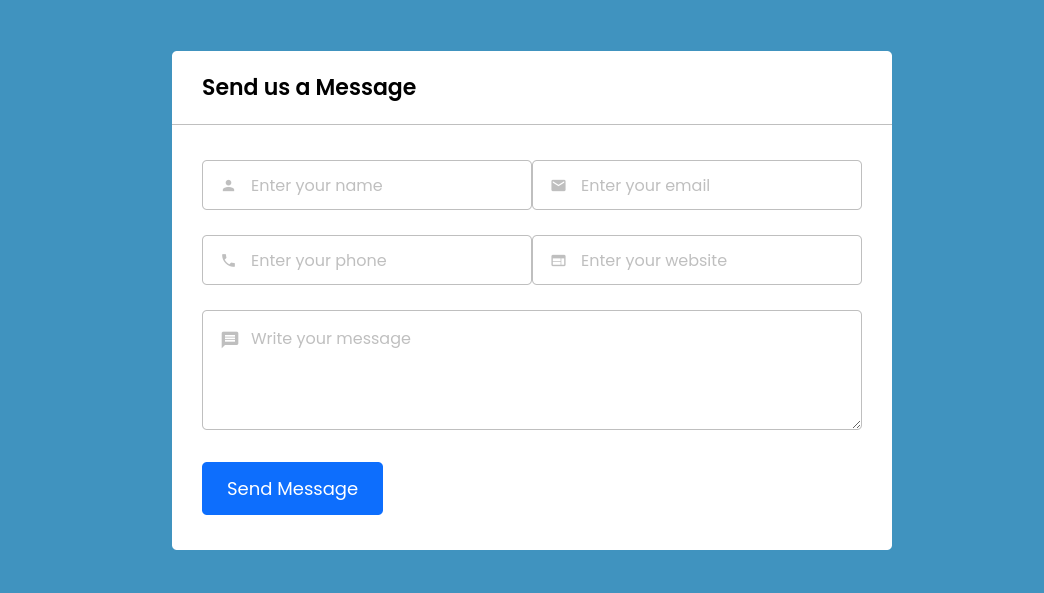 Send us a Message
Enter your name
Enter your email
Enter your phone
Enter your website
Write your message
Send Message